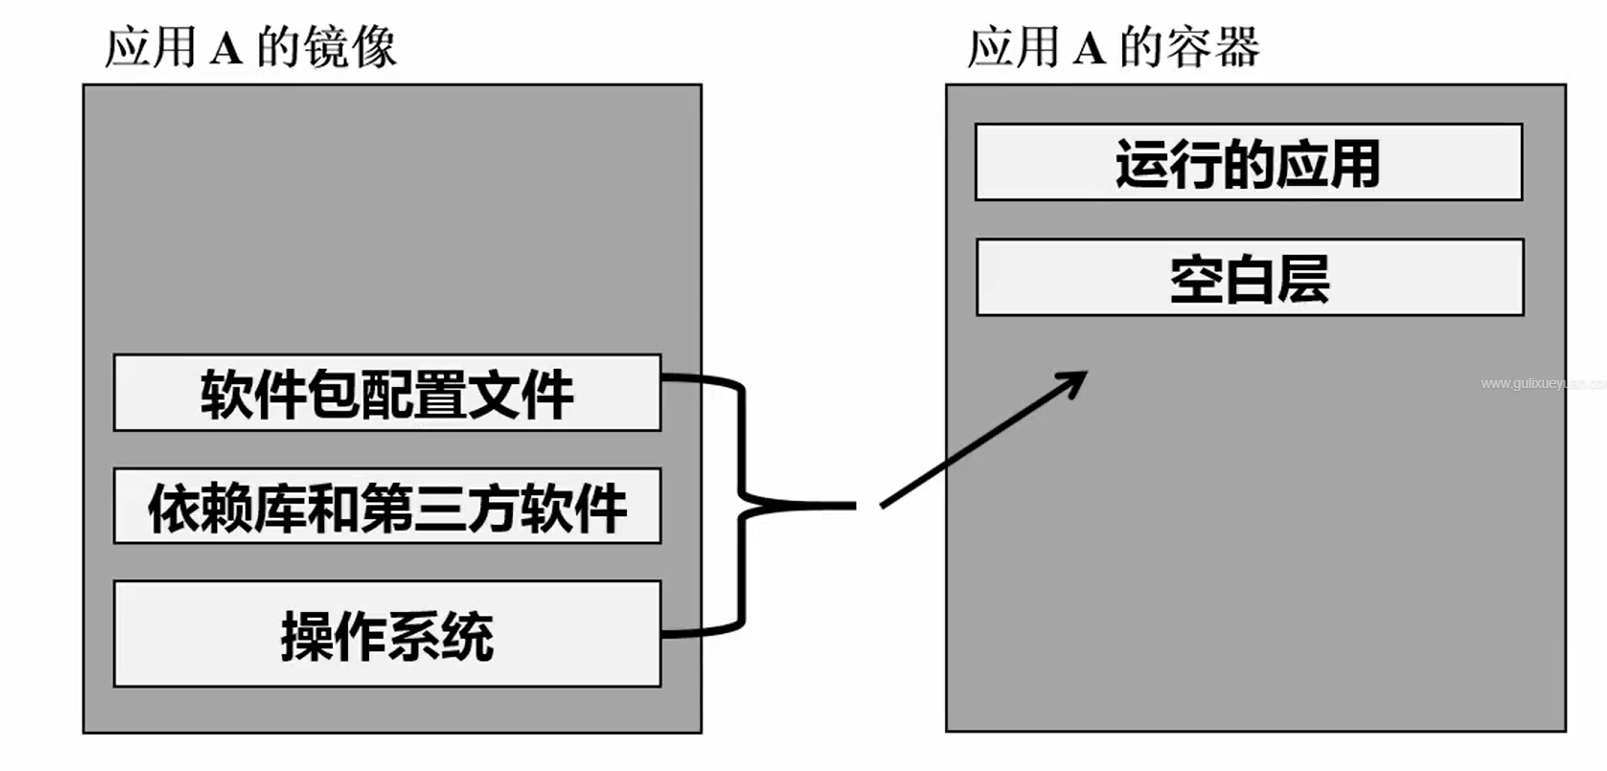 应用 A 的镜像
软件包配置文件
依赖库和第三方软件
操作系统
应用 A 的容器
运行的应用
空白层
www.gulixueyuan.co